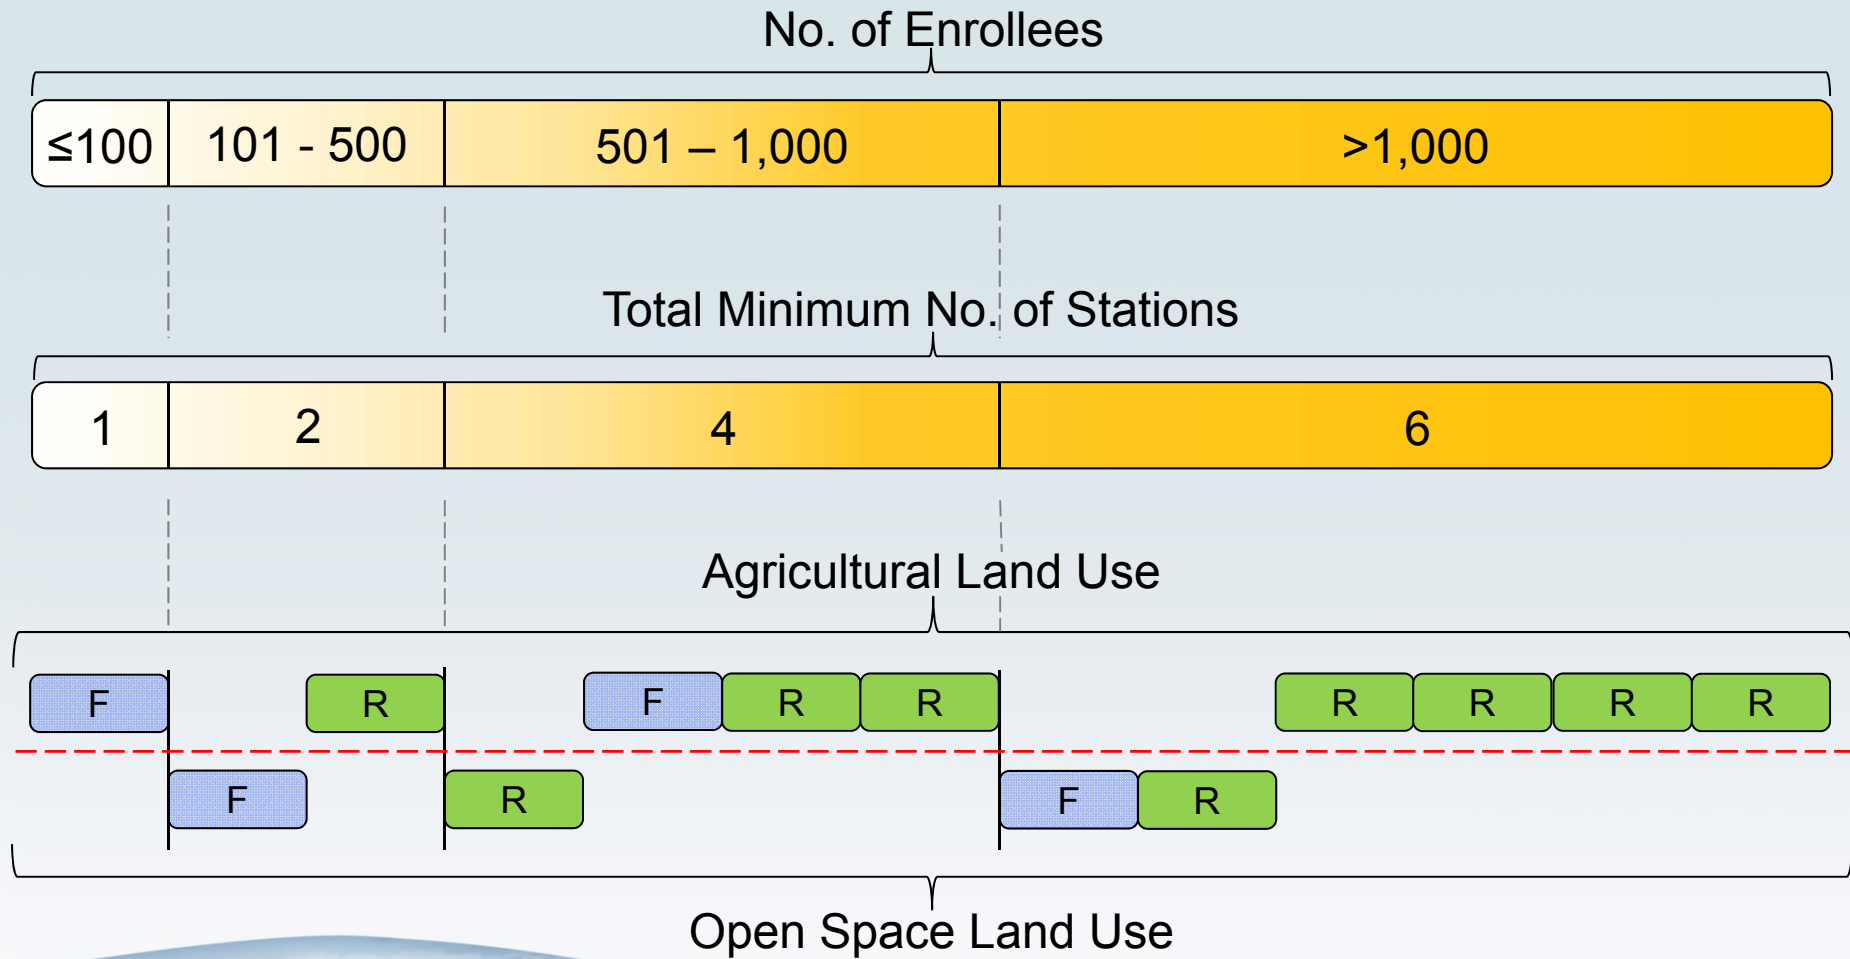 No. of Enrollees
≤100 101 - 500 501 – 1,000 >1,000
Total Minimum No. of Stations
1 2 4 6
Agricultural Land Use
F R F R R R R R R
F R F R
Open Space Land Use